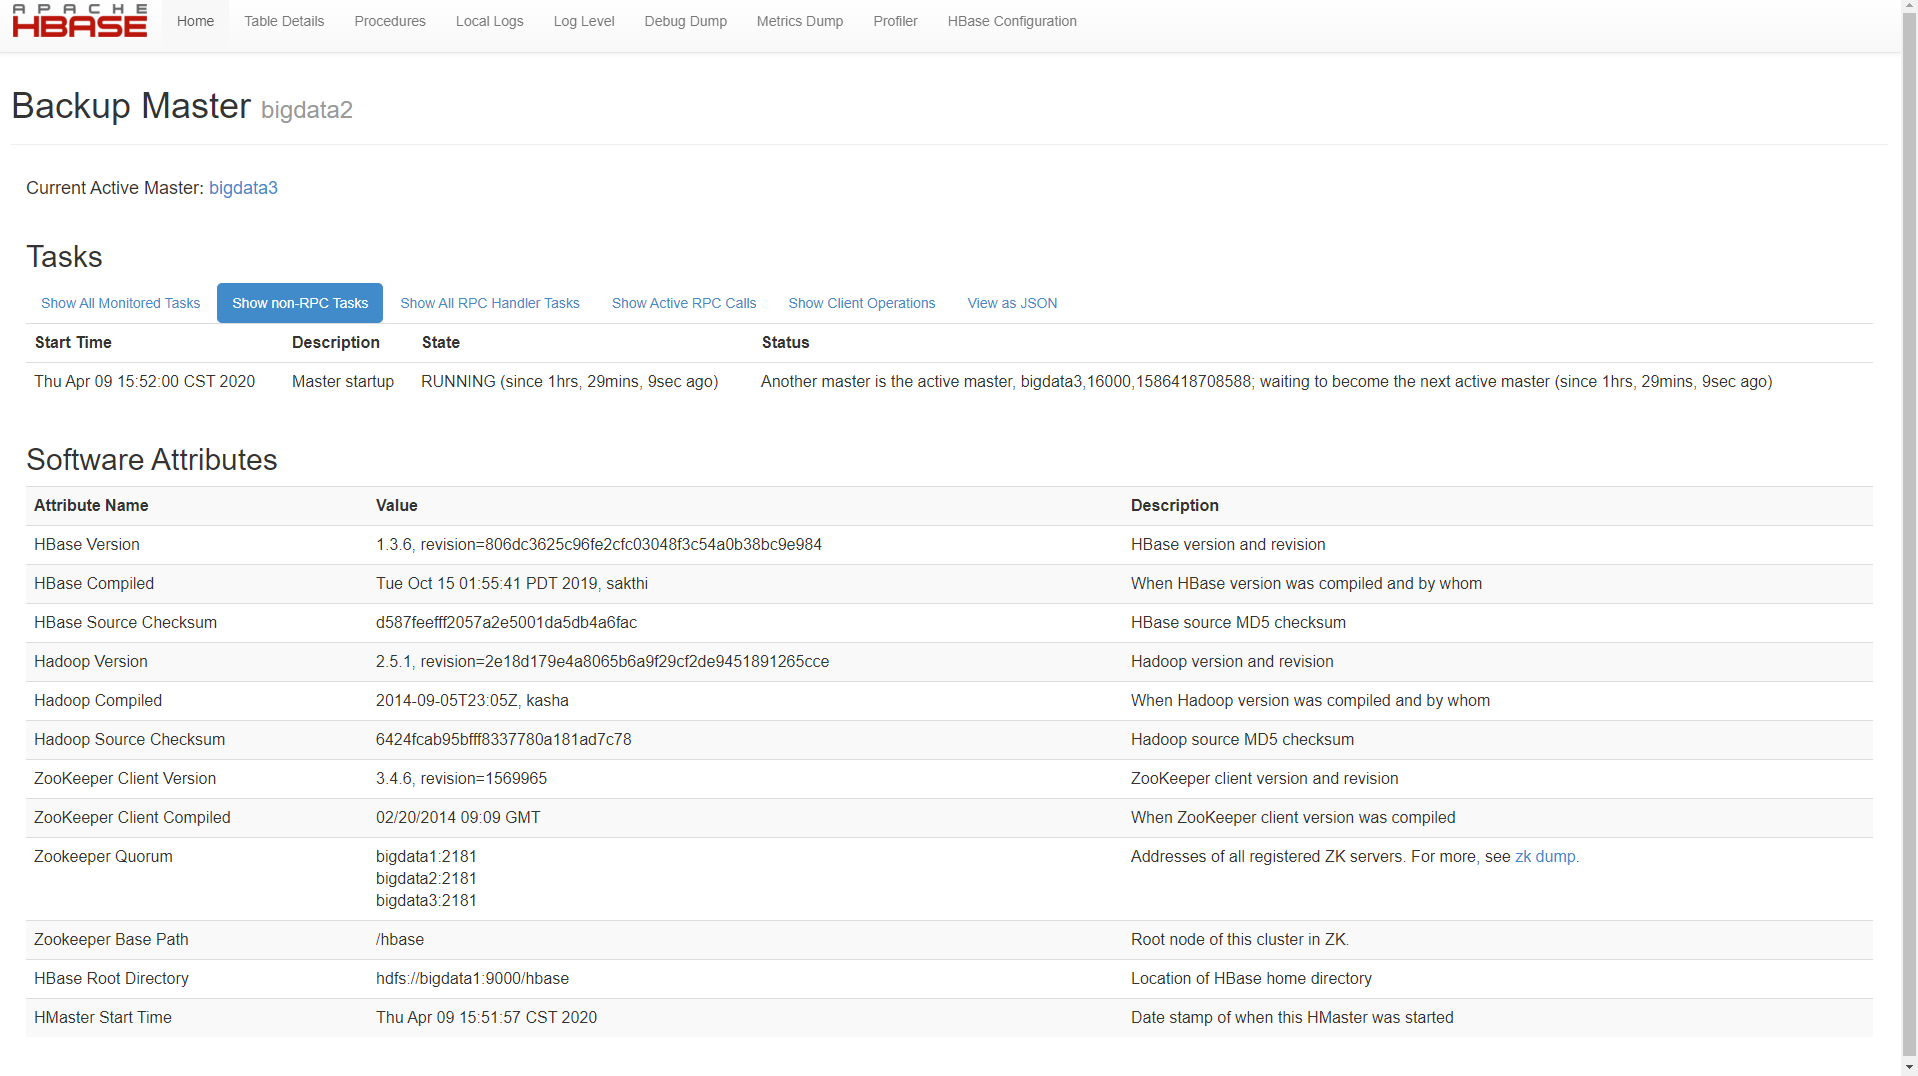 APACHE
HBASE
Home Table Details Procedures Local Logs Log Level Debug Dump Metrics Dump Profiler HBase Configuration
Backup Master bigdata2
Current Active Master: bigdata3
Tasks
Show All Monitored Tasks Show non-RPC Tasks Show All RPC Handler Tasks Show Active RPC Calls Show Client Operations View as JSON
Start Time Description State Status
Thu Apr 09 15:52:00 CST 2020 Master startup RUNNING (since 1hrs, 29mins, 9sec ago) Another master is the active master, bigdata3,16000,1586418708588; waiting to become the next active master (since 1hrs, 29mins, 9sec ago)
Software Attributes
Attribute Name Value Description
HBase Version 1.3.6, revision=806dc3625c96fe2cfc03048f3c54a0b38bc9e984 HBase version and revision
HBase Compiled Tue Oct 15 01:55:41 PDT 2019, sakthi When HBase version was compiled and by whom
HBase Source Checksum d587feefff2057a2e5001da5db4a6fac HBase source MD5 checksum
Hadoop Version 2.5.1, revision=2e18d179e4a8065b6a9f29cf2de9451891265cce Hadoop version and revision
Hadoop Compiled 2014-09-05T23:05Z, kasha When Hadoop version was compiled and by whom
Hadoop Source Checksum 6424fcab95bfff8337780a181ad7c78 Hadoop source MD5 checksum
ZooKeeper Client Version 3.4.6, revision=1569965 ZooKeeper client version and revision
ZooKeeper Client Compiled 02/20/2014 09:09 GMT When ZooKeeper client version was compiled
Zookeeper Quorum bigdata1:2181 Addresses of all registered ZK servers. For more, see zk dump.
bigdata2:2181
bigdata3:2181
Zookeeper Base Path /hbase Root node of this cluster in ZK.
HBase Root Directory hdfs://bigdata1:9000/hbase Location of HBase home directory
HMaster Start Time Thu Apr 09 15:51:57 CST 2020 Date stamp of when this HMaster was started